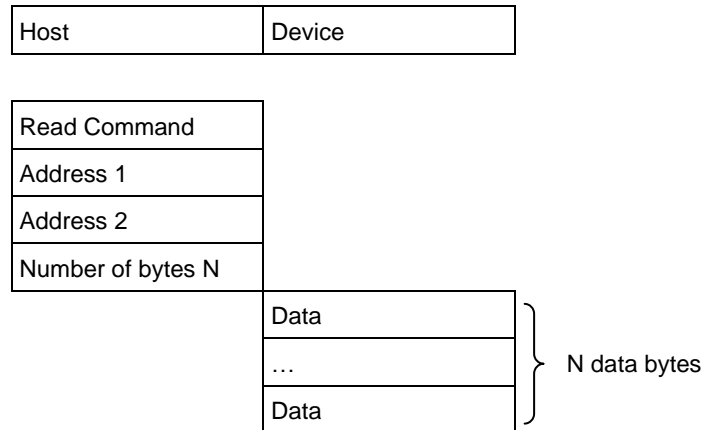 Host Device
Read Command
Address 1
Address 2
Number of bytes N
Data
…
N data bytes
Data